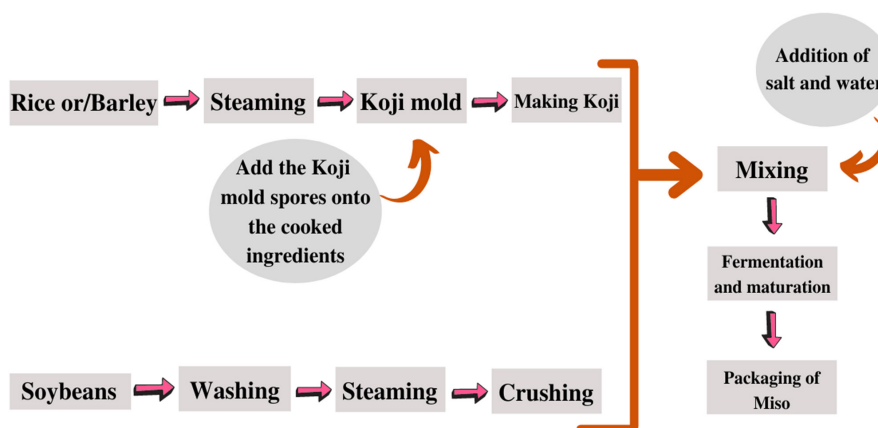 Addition of
salt and water
Rice or/Barley
Steaming
Koji mold
Making Koji
Add the Koji
mold spores onto
the cooked
ingredients
Mixing
Fermentation
and maturation
Soybeans
Washing
Steaming
Crushing
Packaging of
Miso